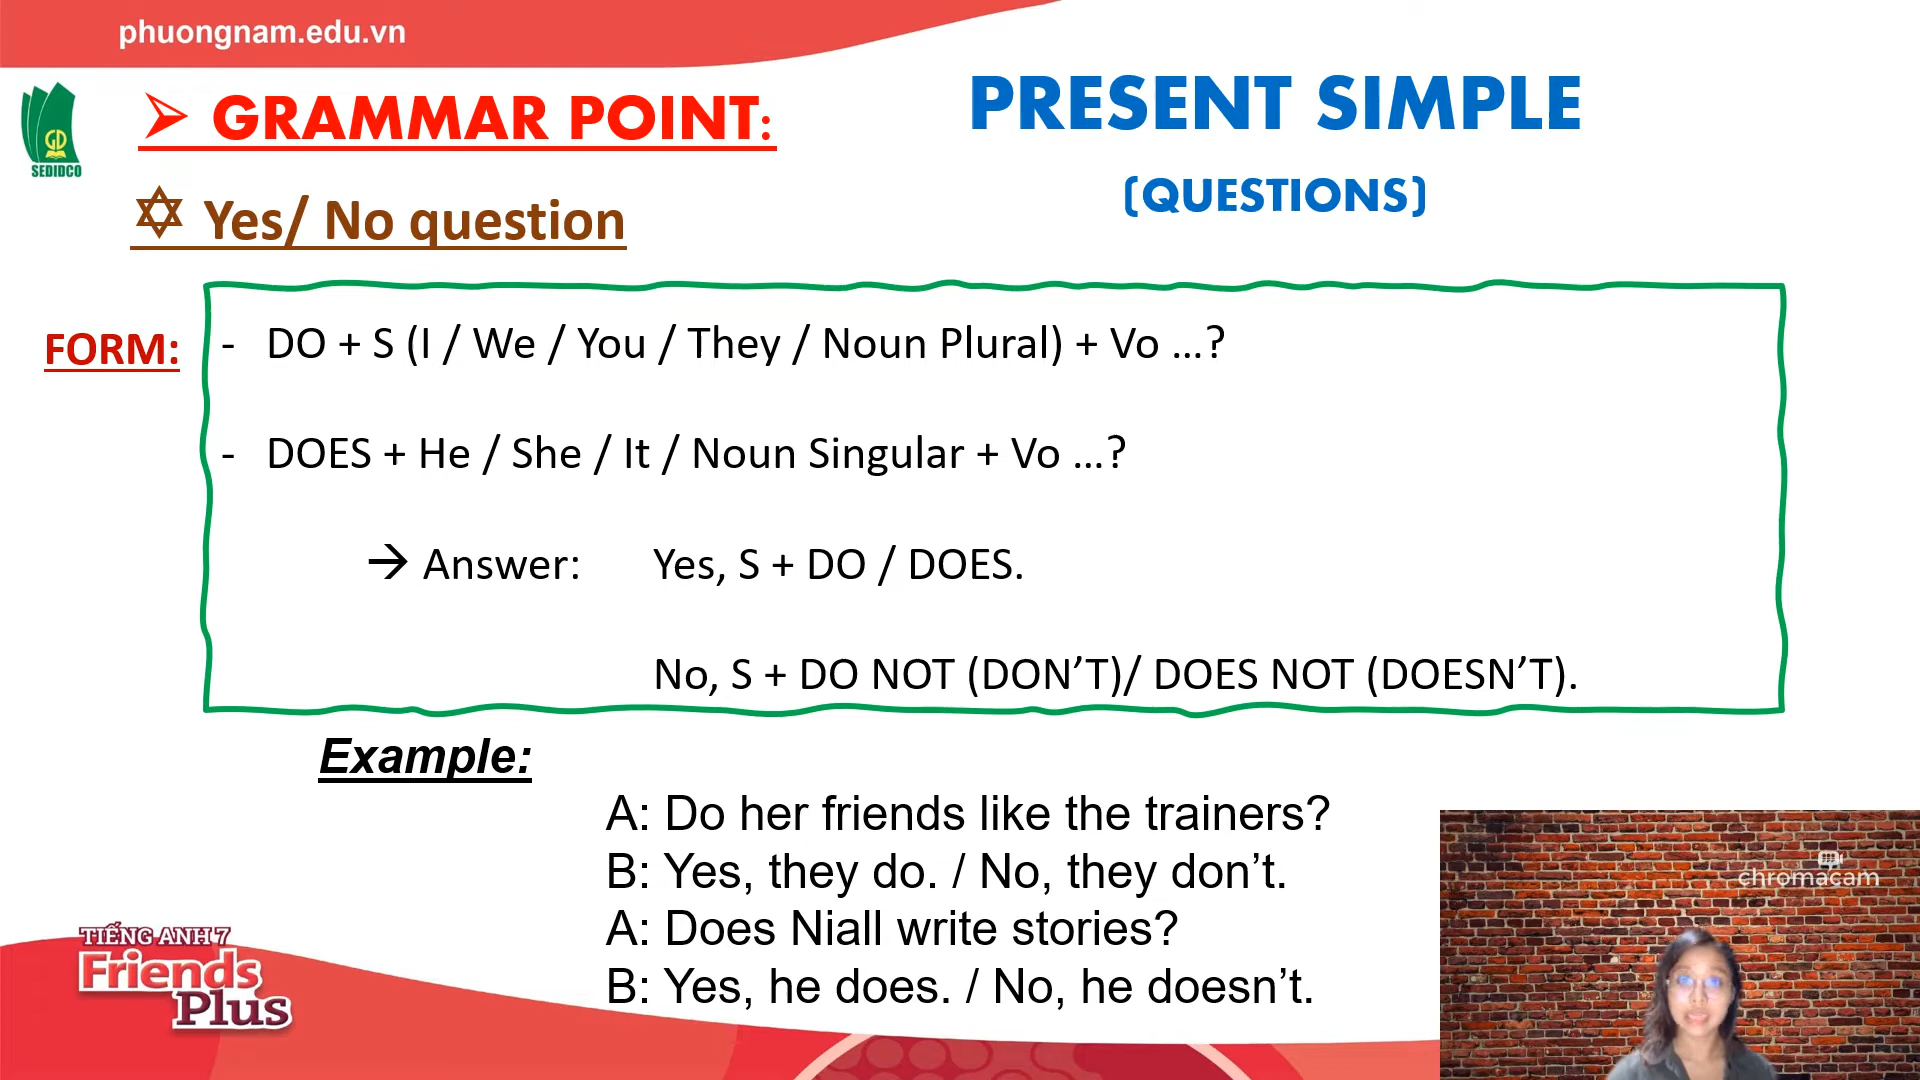 phuongnam.edu.vn
GD
SEDIDCO
➢ GRAMMAR POINT:
PRESENT SIMPLE
(QUESTIONS)
✡ Yes/ No question
FORM:
- DO + S (I / We / You / They / Noun Plural) + Vo ...?
- DOES + He / She / It / Noun Singular + Vo ...?
→ Answer: Yes, S + DO / DOES.
No, S + DO NOT (DON’T)/ DOES NOT (DOESN’T).
Example:
A: Do her friends like the trainers?
B: Yes, they do. / No, they don’t.
A: Does Niall write stories?
B: Yes, he does. / No, he doesn’t.
TIẾNG ANH 7
Friends
Plus
chromacam